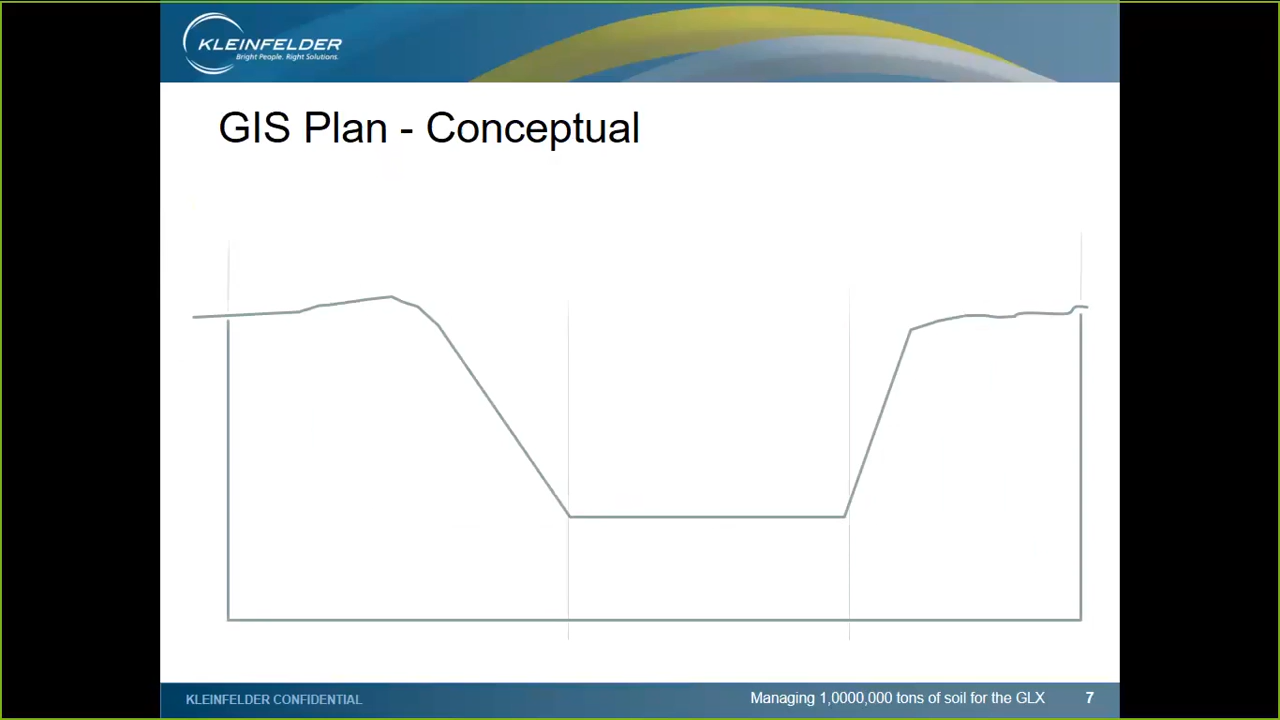 KLEINFELDER
Bright People. Right Solutions.
GIS Plan - Conceptual
KLEINFELDER CONFIDENTIAL
Managing 1,0000,000 tons of soil for the GLX
7